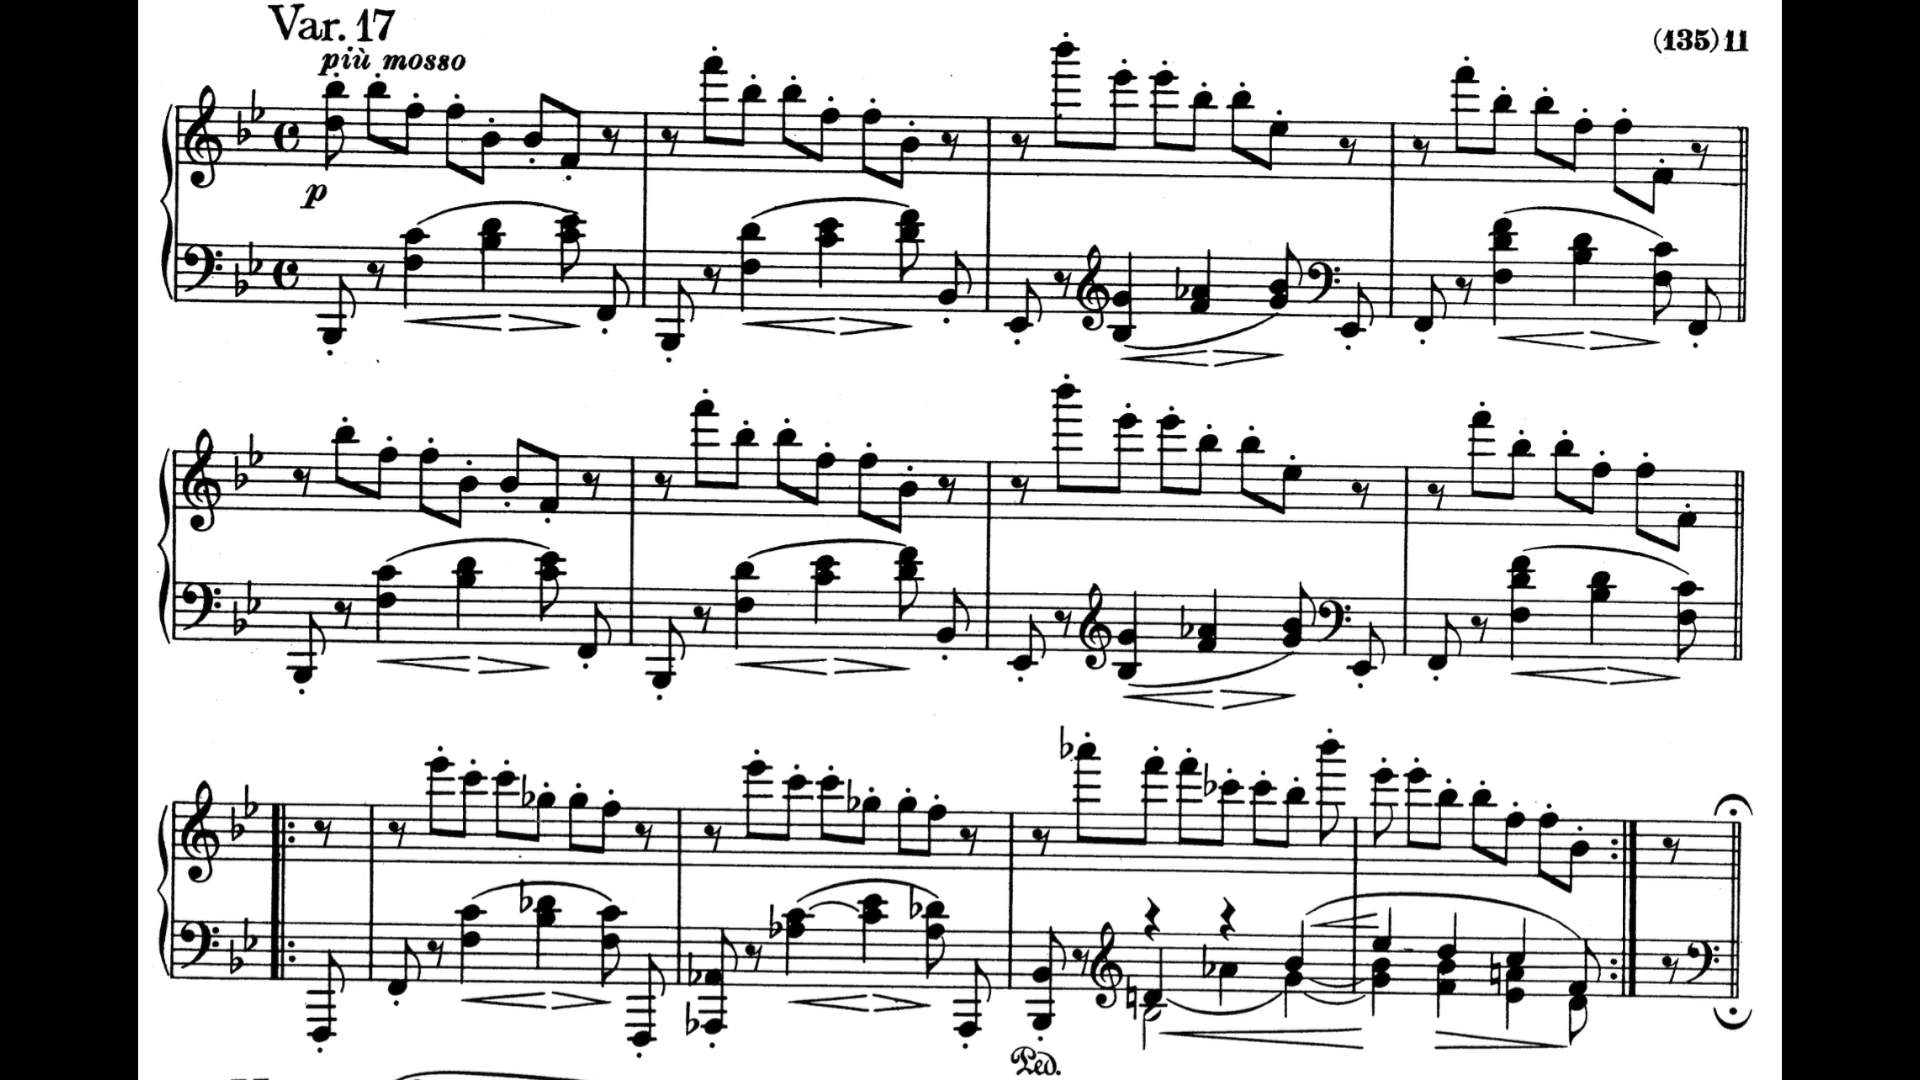 Var. 17
(135) 11
più mosso
p
Ped.